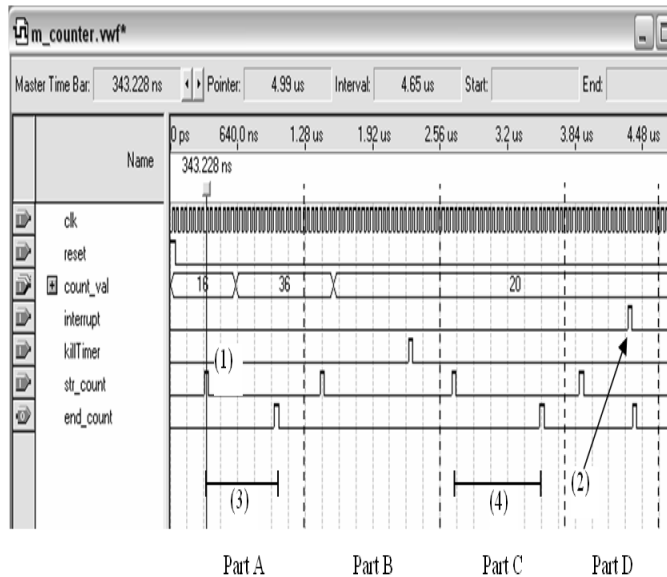 m_counter.vwf*
Master Time Bar: 343.228 ns Pointer: 4.99 us Interval: 4.65 us Start: End:
Name
0 ps 640.0 ns 1.28 us 1.92 us 2.56 us 3.2 us 3.84 us 4.48 us
343.228 ns
clk
reset
count_val 16 36 20
interrupt
killTimer
(1)
str_count
end_count
(2)
(3) (4)
Part A Part B Part C Part D